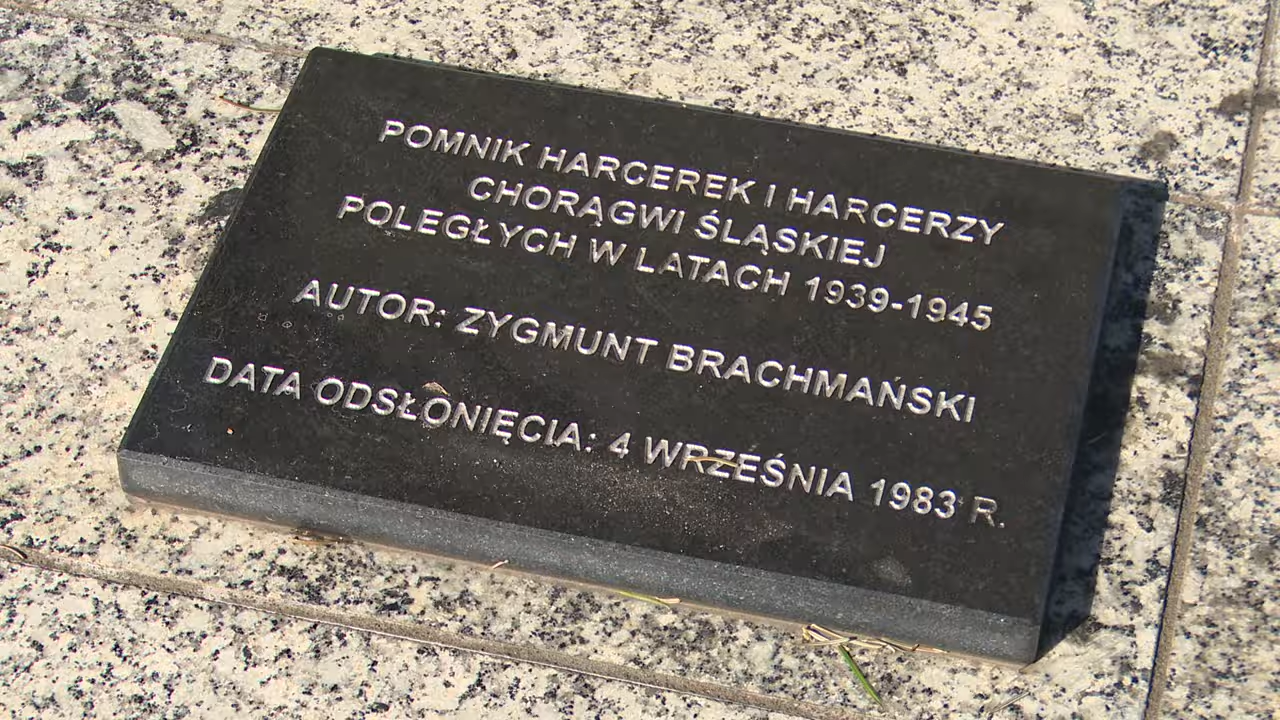 POMNIK HARCEREK I HARCERZY
CHORĄGWI ŚLĄSKIEJ
POLEGŁYCH W LATACH 1939-1945
AUTOR: ZYGMUNT BRACHMAŃSKI
DATA ODSŁONIĘCIA: 4 WRZEŚNIA 1983 R.